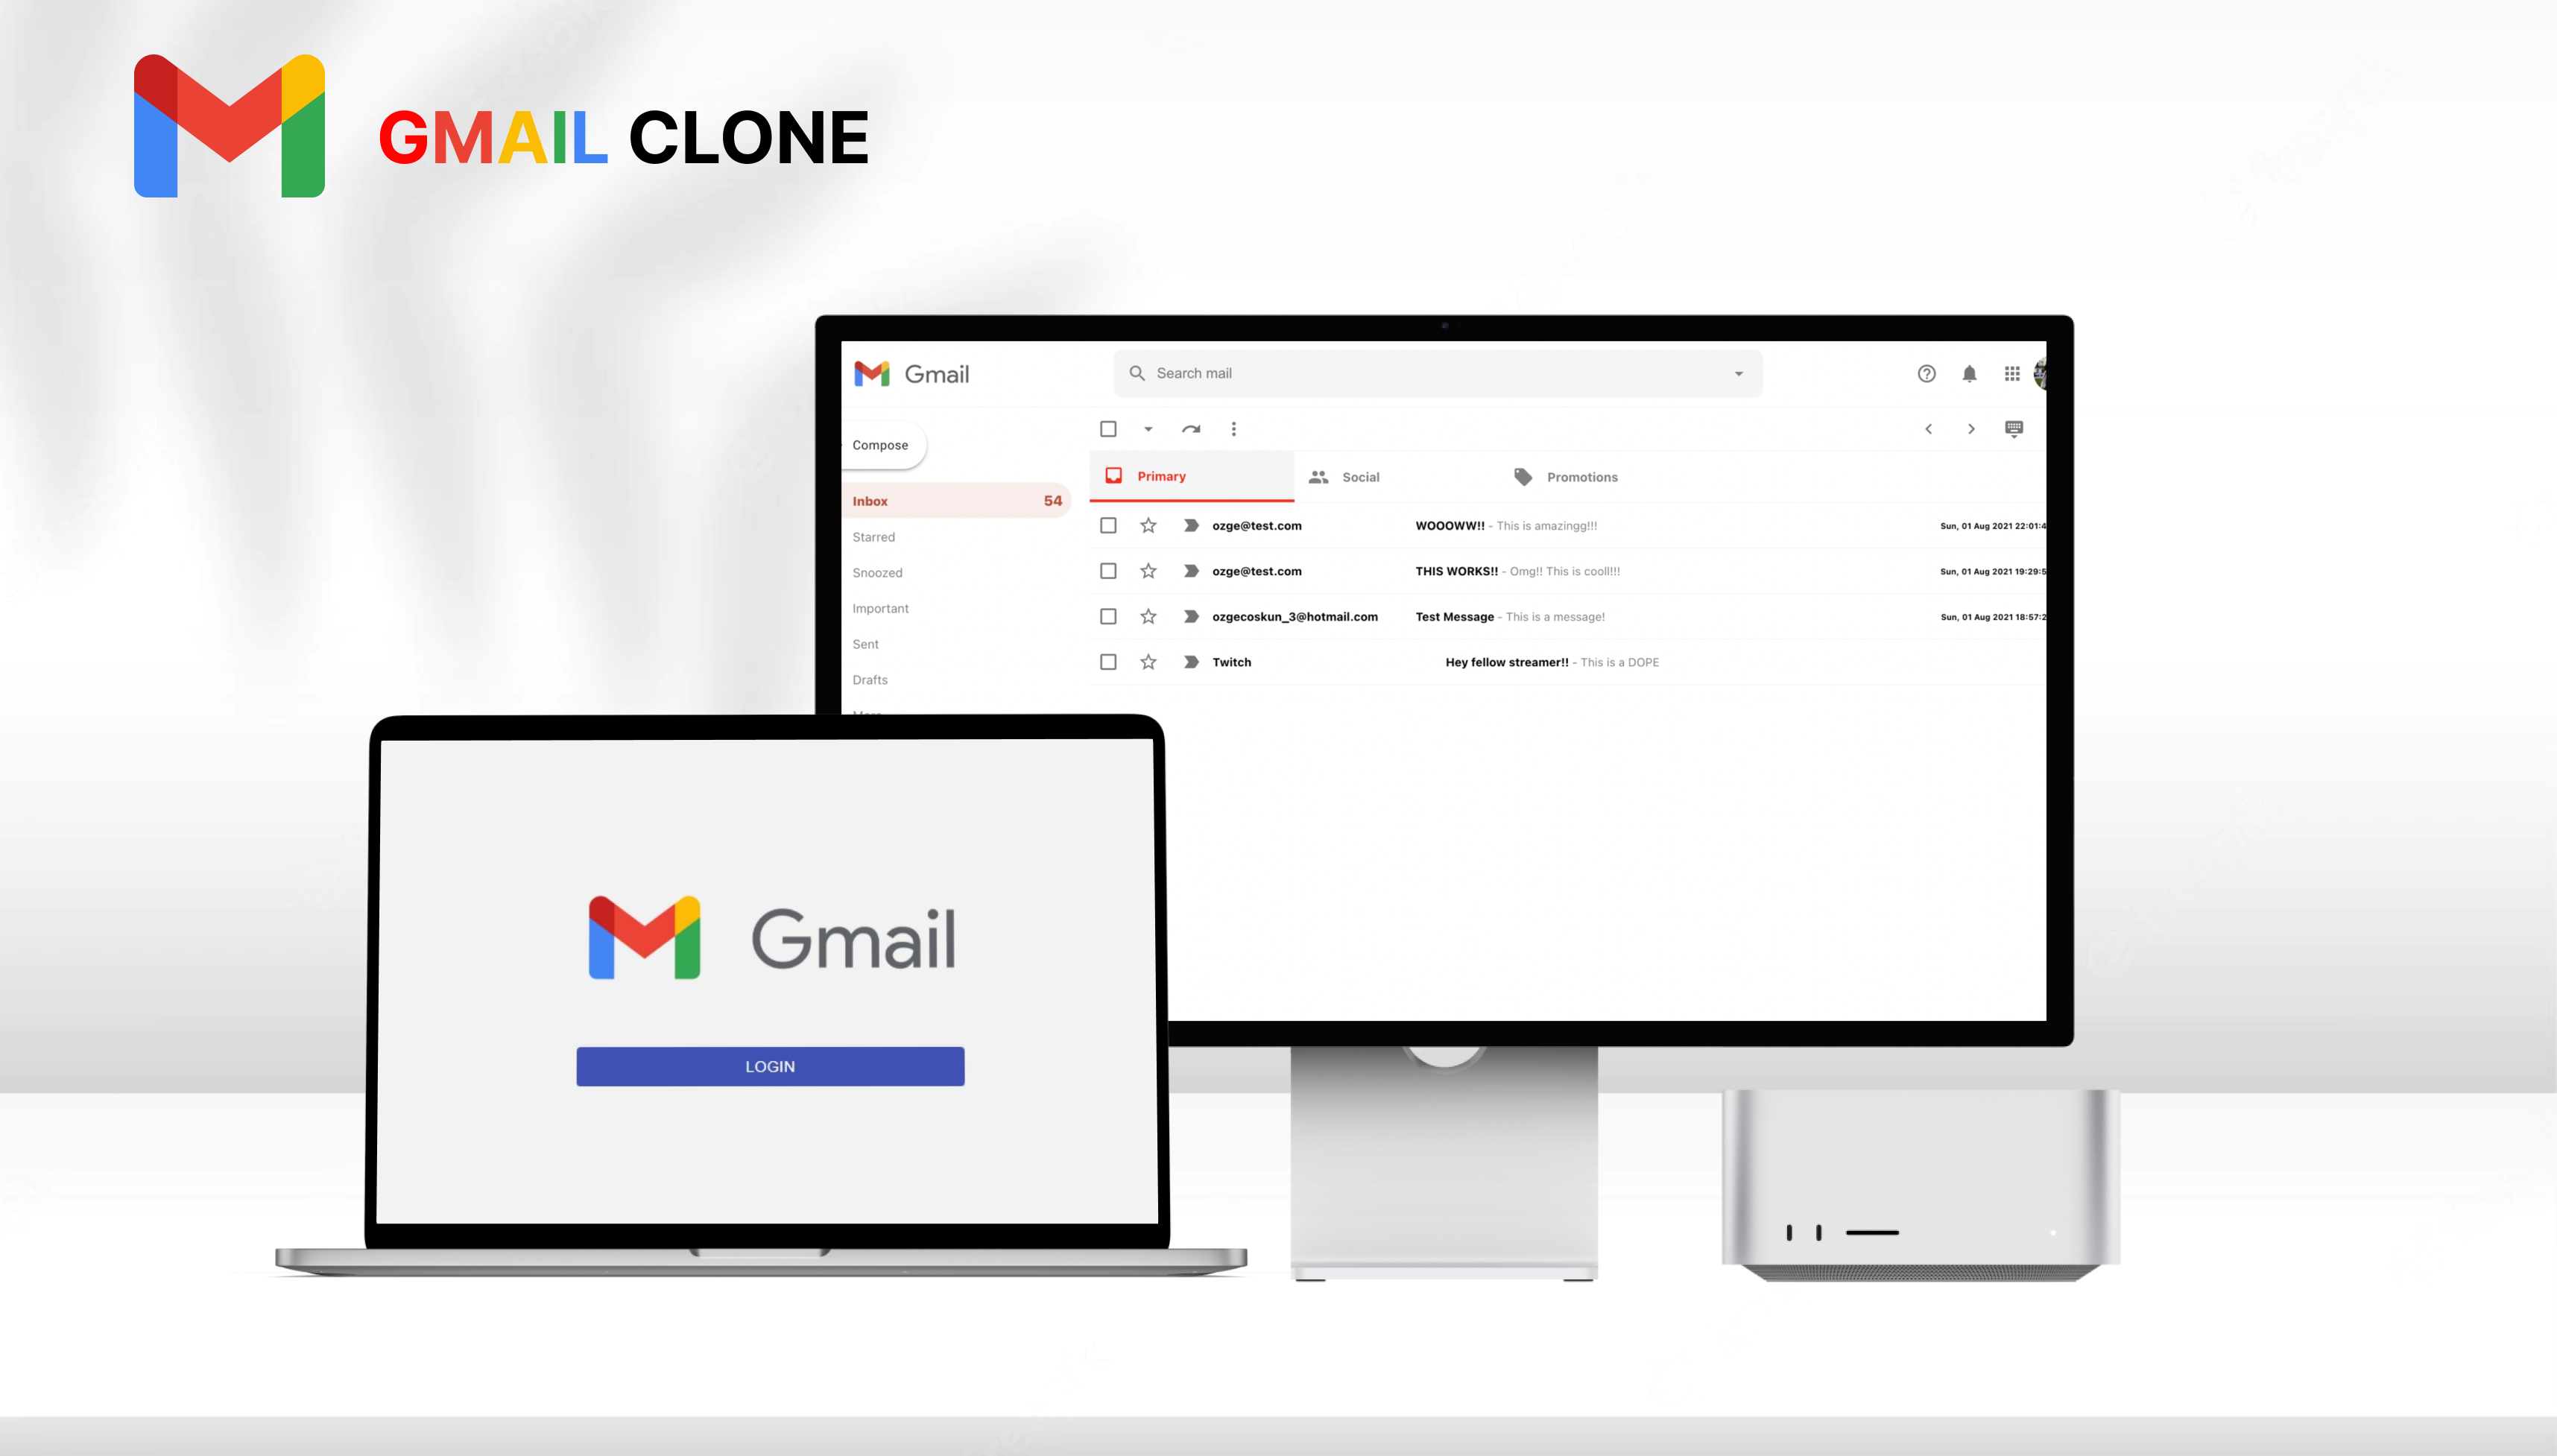 GMAIL CLONE
Gmail
Search mail
Compose
Primary
Social
Promotions
Inbox 54
Starred
Snoozed
Important
Sent
Drafts
ozge@test.com WOOOWW!! - This is amazingg!!! Sun, 01 Aug 2021 22:01:4
ozge@test.com THIS WORKS!! - Omg!! This is cooll!!! Sun, 01 Aug 2021 19:29:5
ozgecoskun_3@hotmail.com Test Message - This is a message! Sun, 01 Aug 2021 18:57:2
Twitch Hey fellow streamer!! - This is a DOPE
Gmail
LOGIN